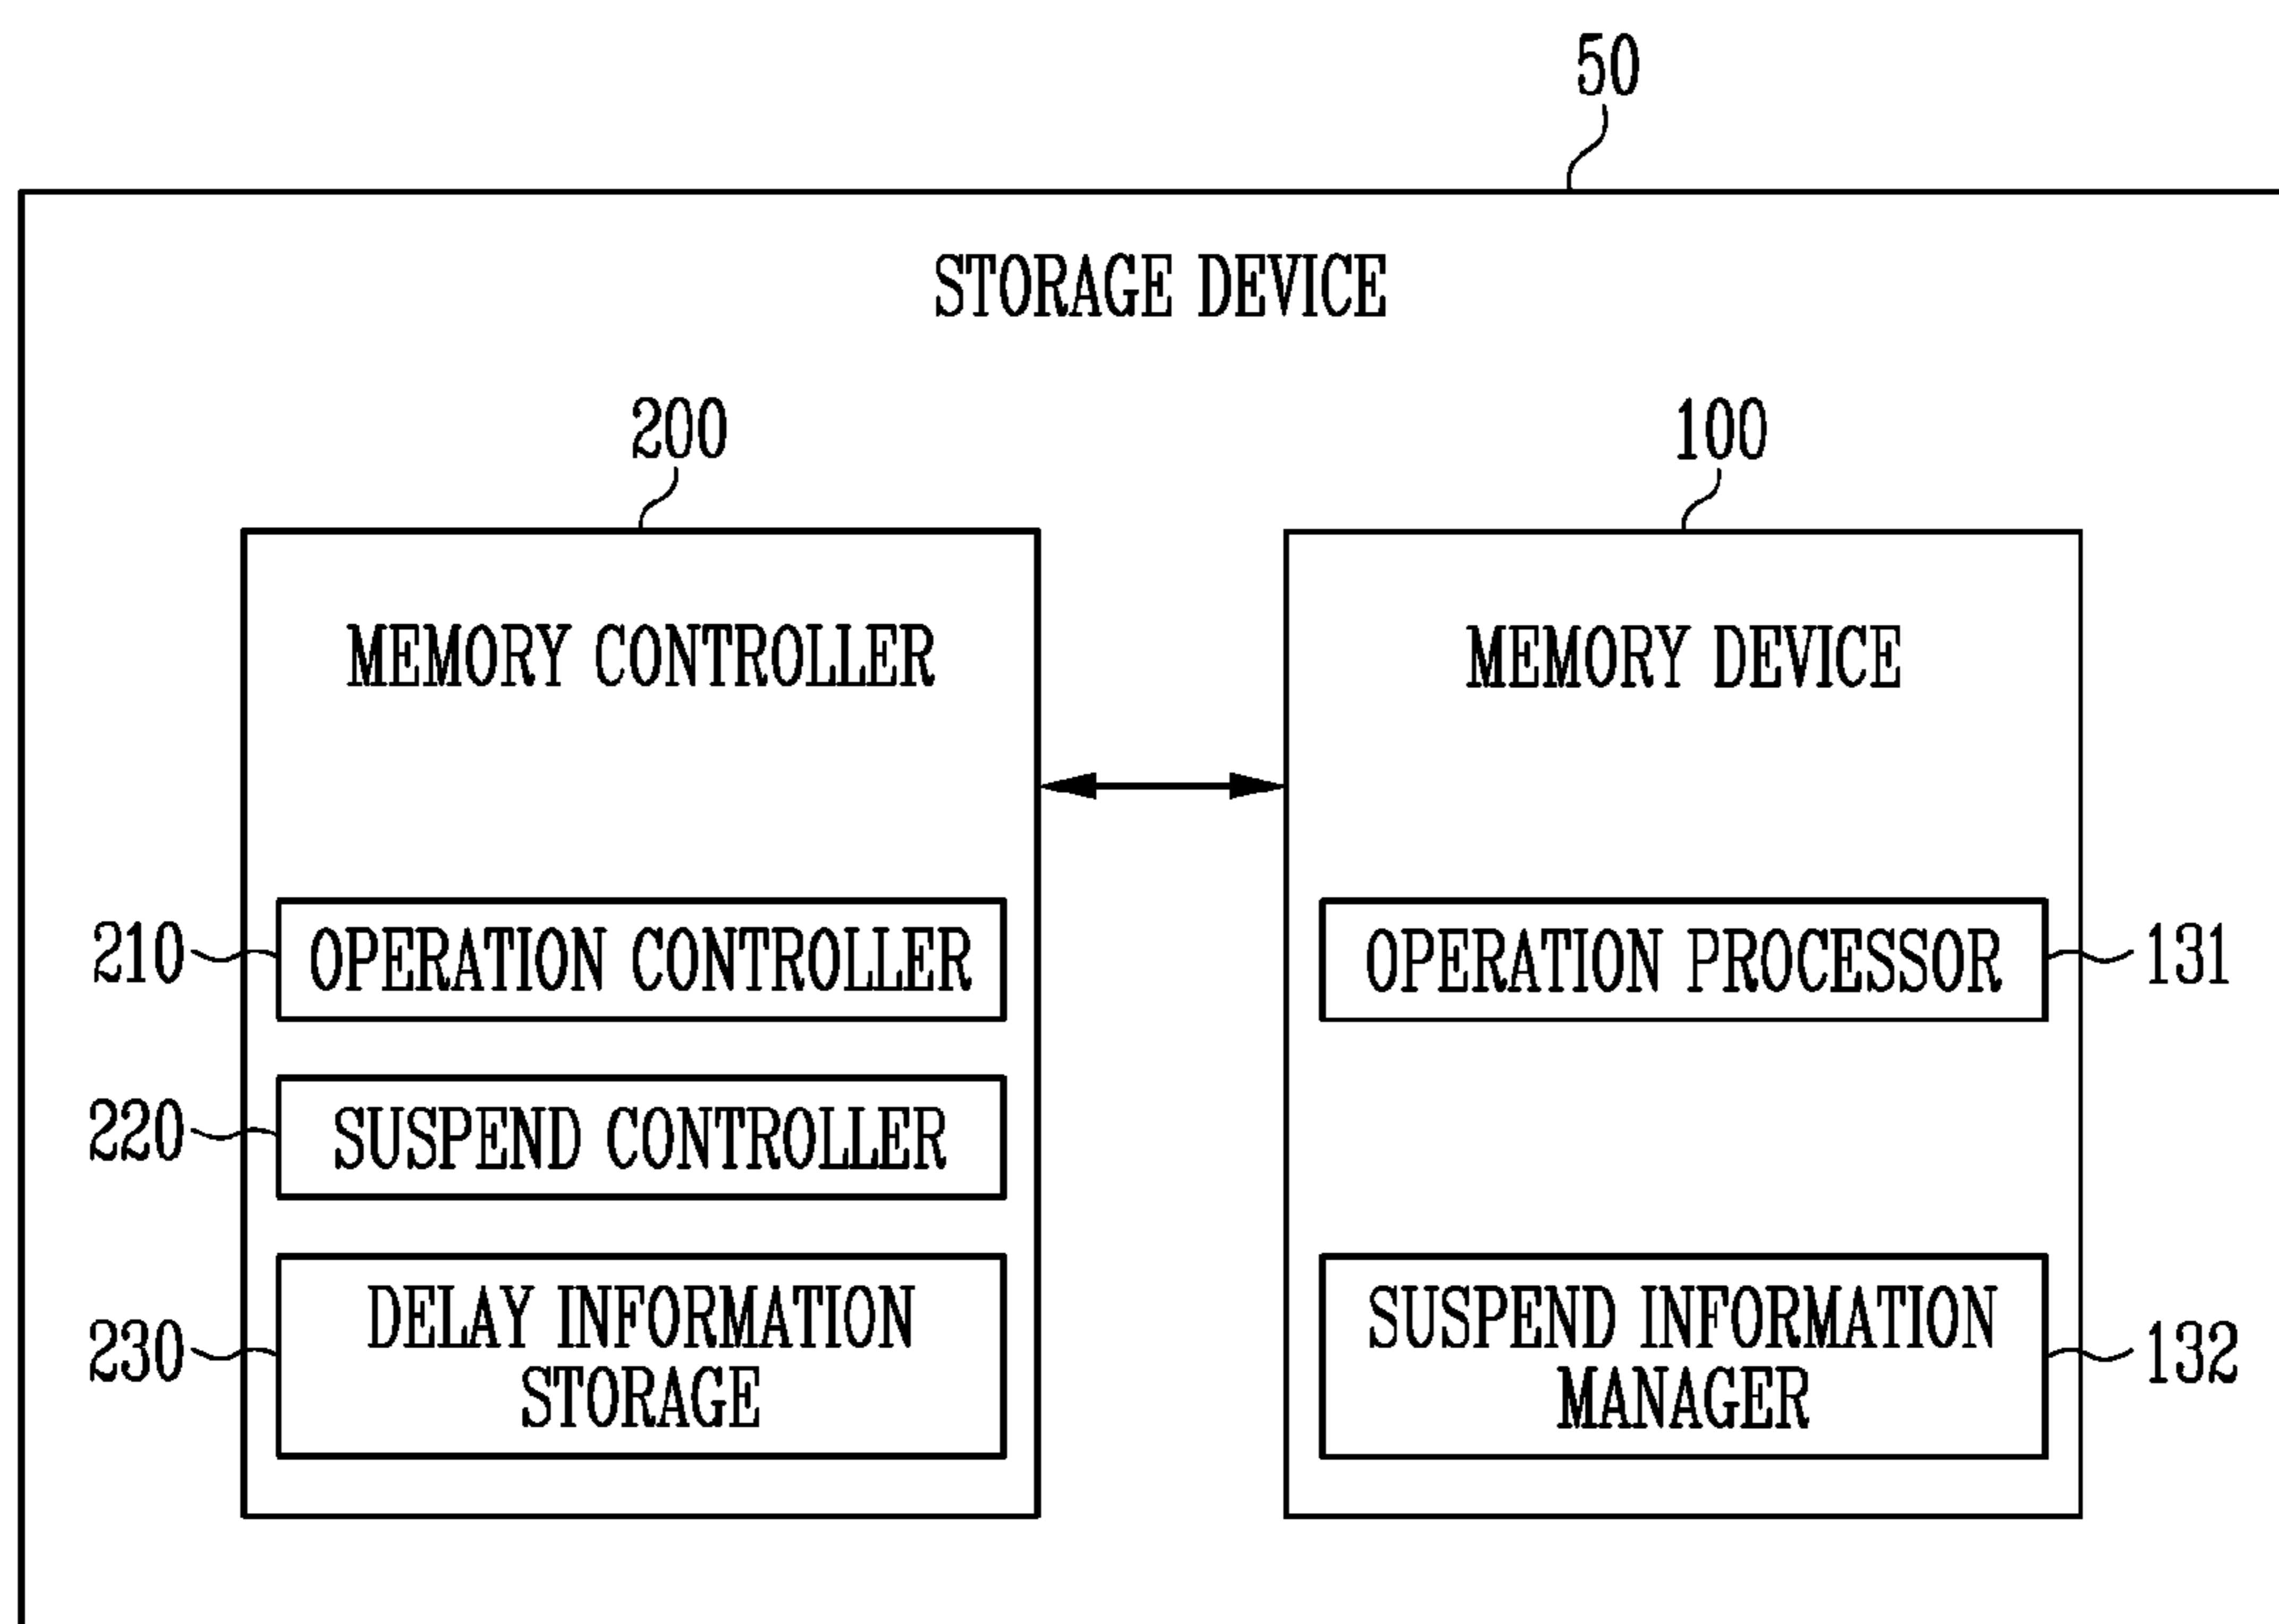 50
STORAGE DEVICE
200
100
MEMORY CONTROLLER
MEMORY DEVICE
210
OPERATION CONTROLLER
OPERATION PROCESSOR
131
220
SUSPEND CONTROLLER
230
DELAY INFORMATION
STORAGE
SUSPEND INFORMATION
MANAGER
132